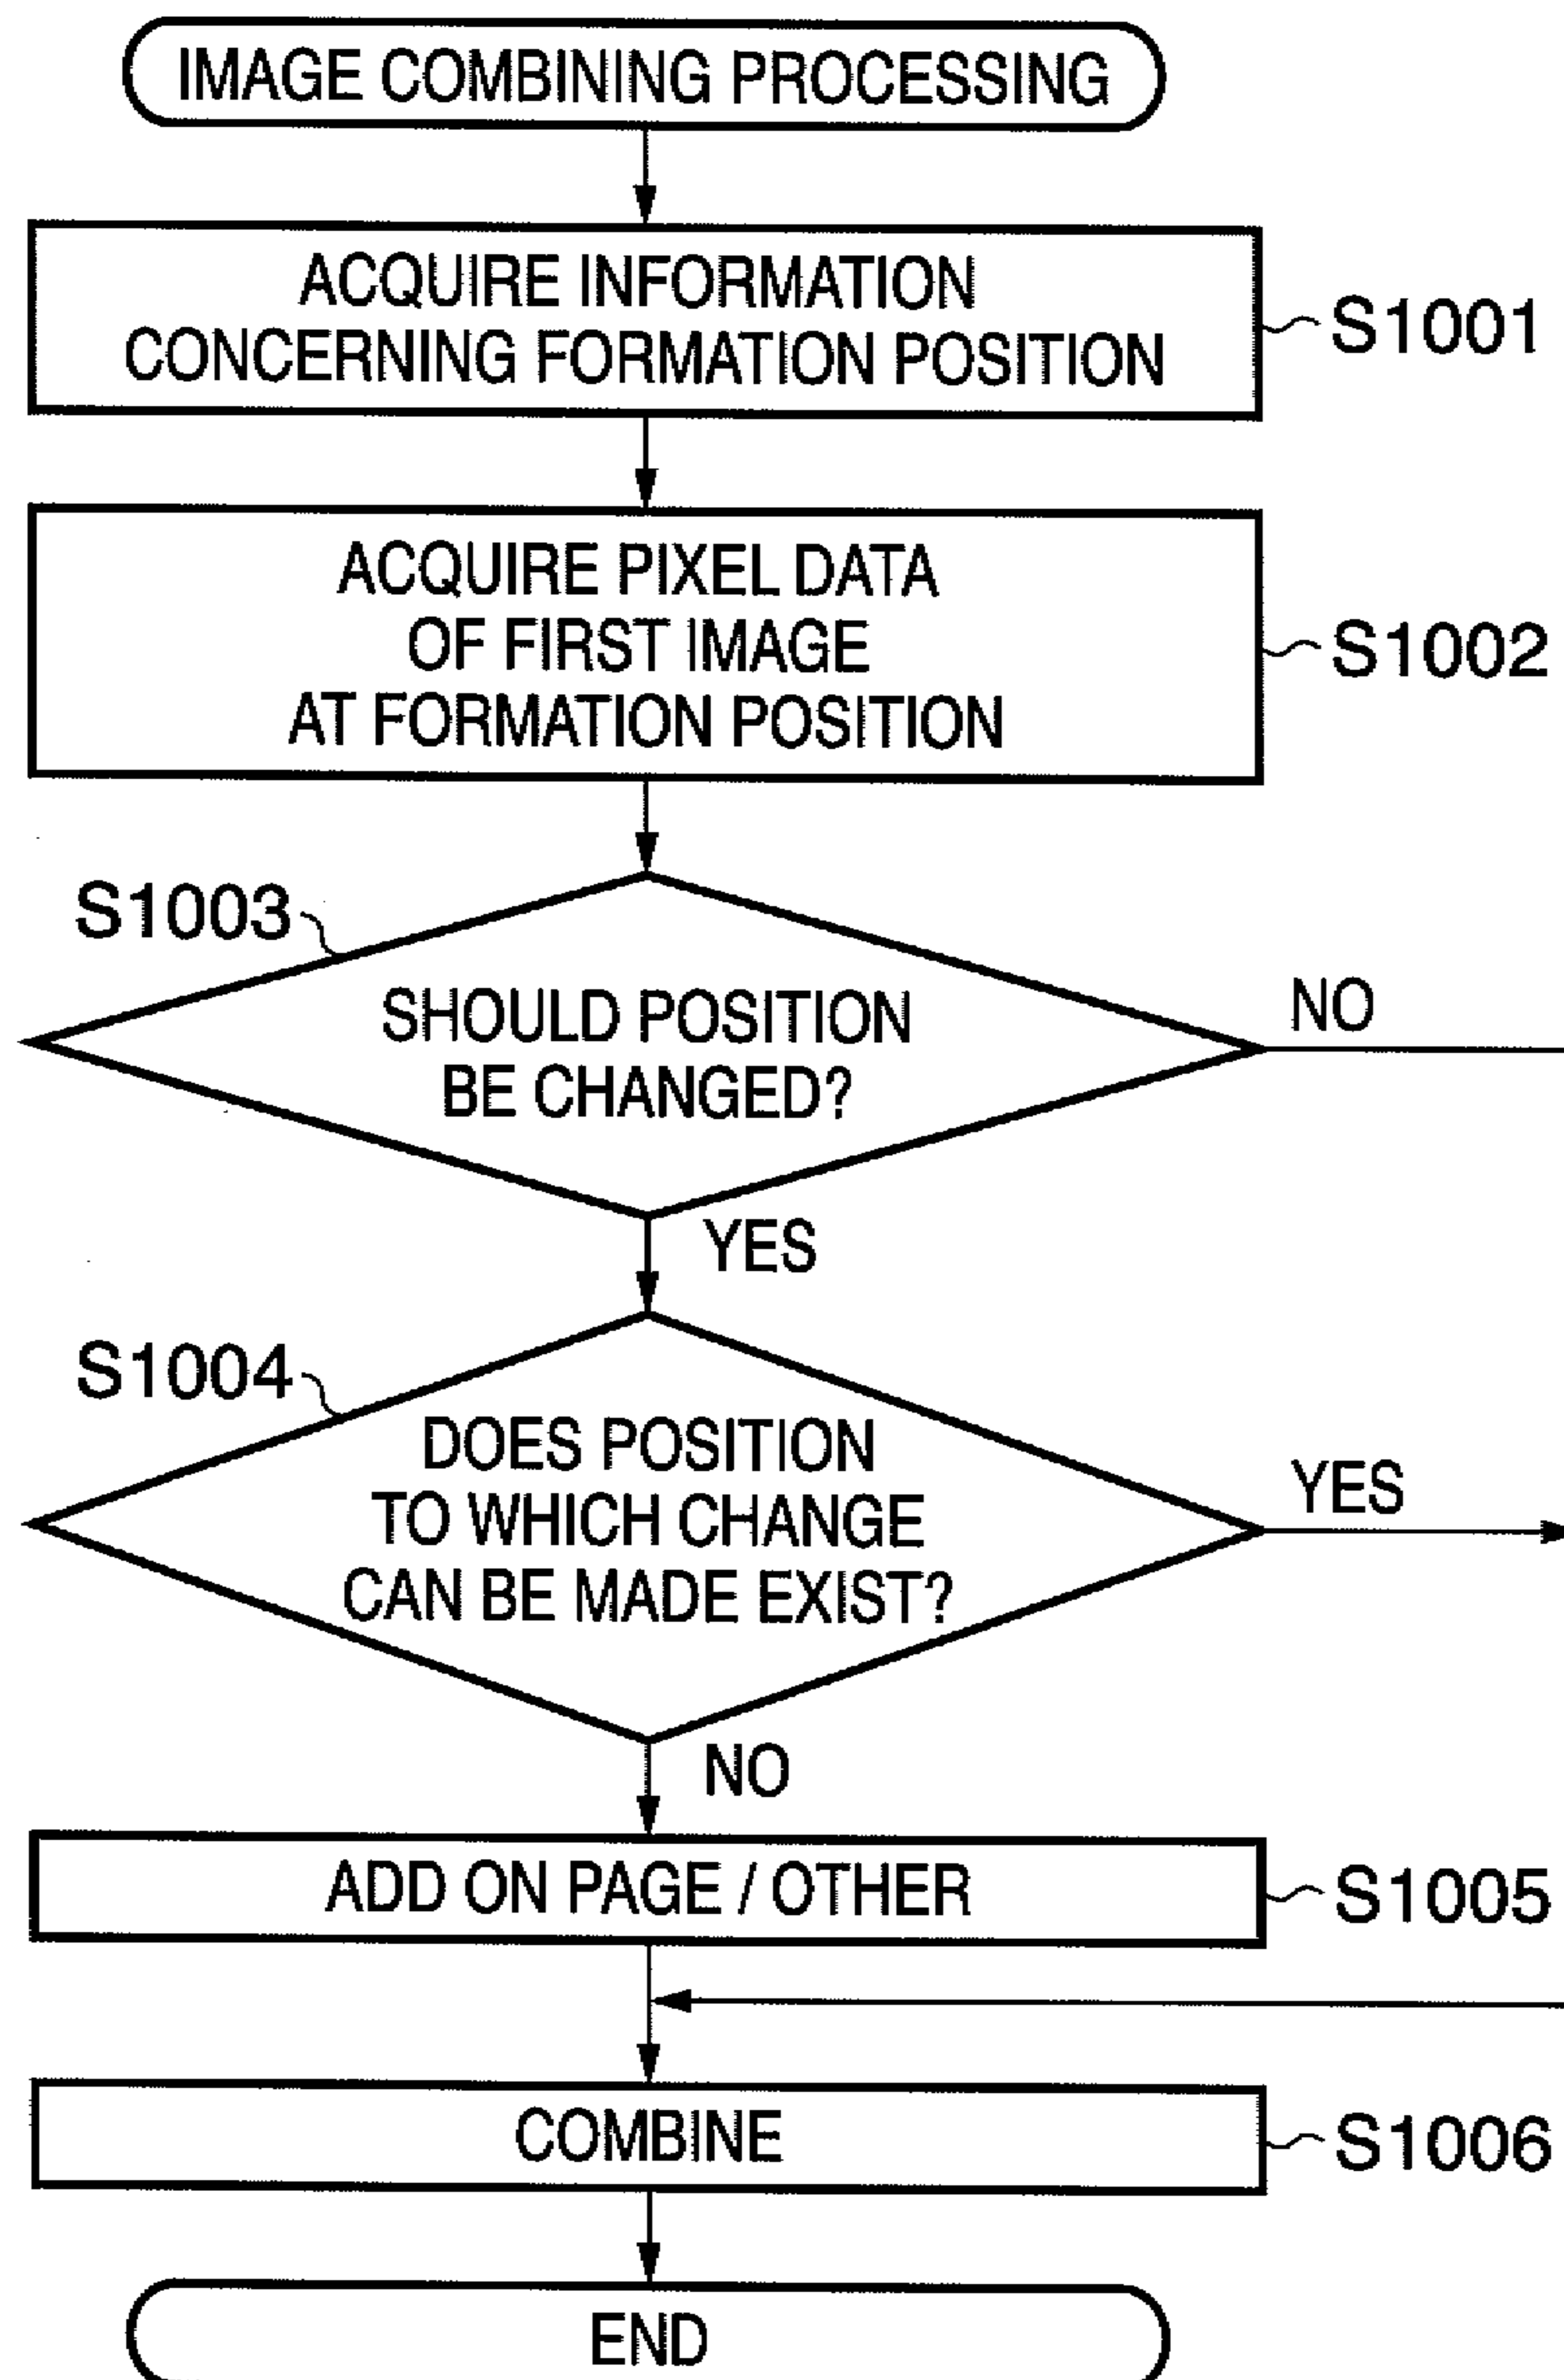 IMAGE COMBINING PROCESSING
ACQUIRE INFORMATION
CONCERNING FORMATION POSITION
S1001
ACQUIRE PIXEL DATA
OF FIRST IMAGE
AT FORMATION POSITION
S1002
S1003
SHOULD POSITION
BE CHANGED?
NO
YES
S1004
DOES POSITION
TO WHICH CHANGE
CAN BE MADE EXIST?
YES
NO
ADD ON PAGE / OTHER
S1005
COMBINE
S1006
END